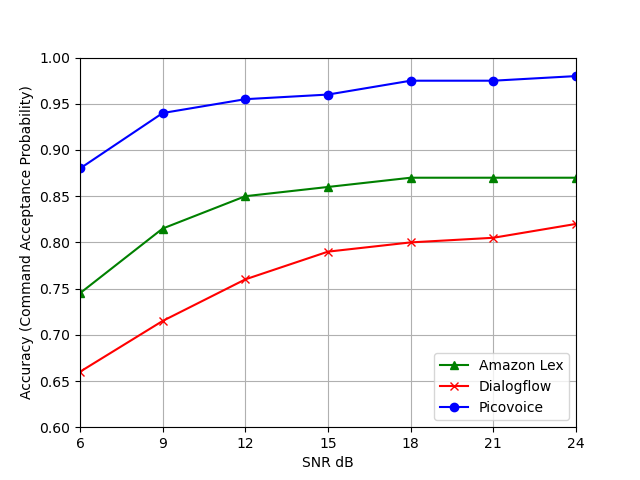 1.00
0.95
0.90
0.85
0.80
0.75
0.70
0.65
0.60
Accuracy (Command Acceptance Probability)
6 9 12 15 18 21 24
SNR dB
Amazon Lex
Dialogflow
Picovoice